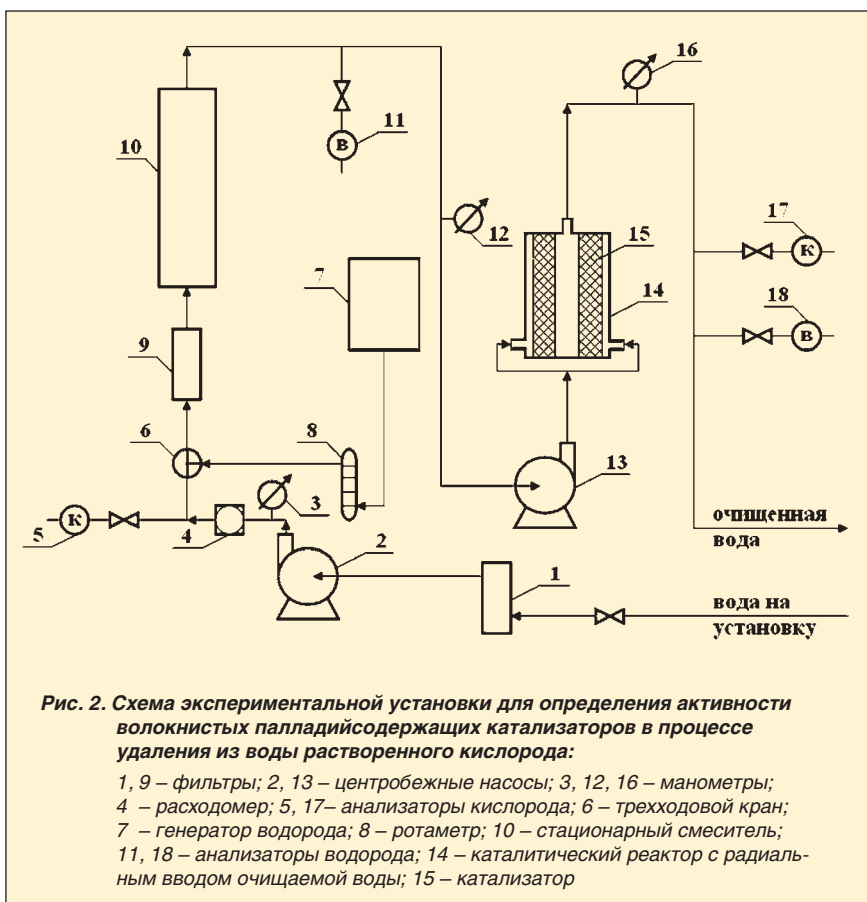 16
10
11
В
17
15
12
К
7
14
18
В
9
6
8
13
3
очищенная
вода
К
5
4
2
1
вода на
установку
Рис. 2. Схема экспериментальной установки для определения активности
волокнистых палладийсодержащих катализаторов в процессе
удаления из воды растворенного кислорода:
1, 9 – фильтры; 2, 13 – центробежные насосы; 3, 12, 16 – манометры;
4 – расходомер; 5, 17– анализаторы кислорода; 6 – трехходовой кран;
7 – генератор водорода; 8 – ротаметр; 10 – стационарный смеситель;
11, 18 – анализаторы водорода; 14 – каталитический реактор с радиаль-
ным вводом очищаемой воды; 15 – катализатор